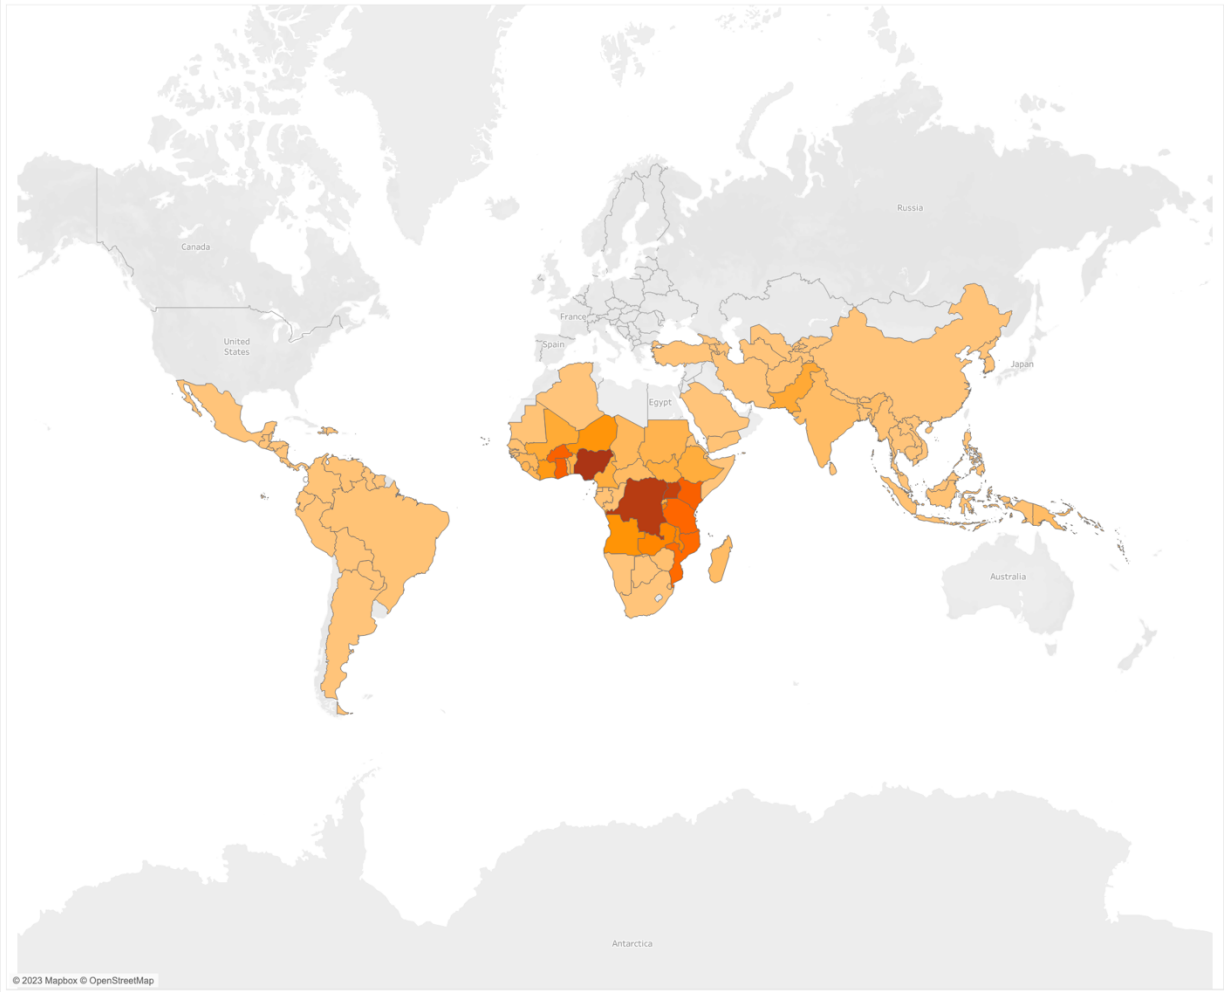 Russia
Canada
France
United
States
Spain
Japan
Egypt
Australia
Antarctica
© 2023 Mapbox © OpenStreetMap